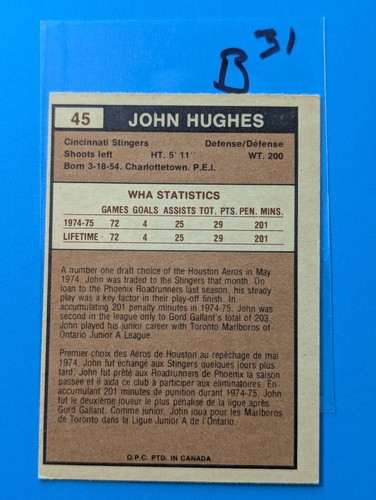 B 31
45 JOHN HUGHES
Cincinnati Stingers Defense/Défense
Shoots left HT. 5' 11" WT. 200
Born 3-18-54. Charlottetown. P.E.I.
WHA STATISTICS
GAMES GOALS ASSISTS TOT. PTS. PEN. MINS.
1974-75 72 4 25 29 201
LIFETIME - 72 4 25 29 201
A number one draft choice of the Houston Aeros in May
1974, John was traded to the Stingers that month. On
loan to the Phoenix Roadrunners last season, his steady
play was a key factor in their play-off finish. In
accumulating 201 penalty minutes in 1974-75, John was
second in the league only to Gord Gallant's total of 203.
John played his junior career with Toronto Marlboros of
Ontario Junior A League.
Premier choix des Aéros de Houston au repêchage de mai
1974, John fut échangé aux Stingers quelques jours plus
tard. John fut prêté aux Roadrunners de Phoenix la saison
passée et il aida ce club à participer aux éliminatoires. En
accumulant 201 minutes de punition durant 1974-75, John
fut le deuxième joueur le plus pénalisé de la ligue après
Gord Gallant. Comme junior, John joua pour les Marlboros
de Toronto dans la Ligue Junior A de l'Ontario.
O.P.C. PTD. IN CANADA